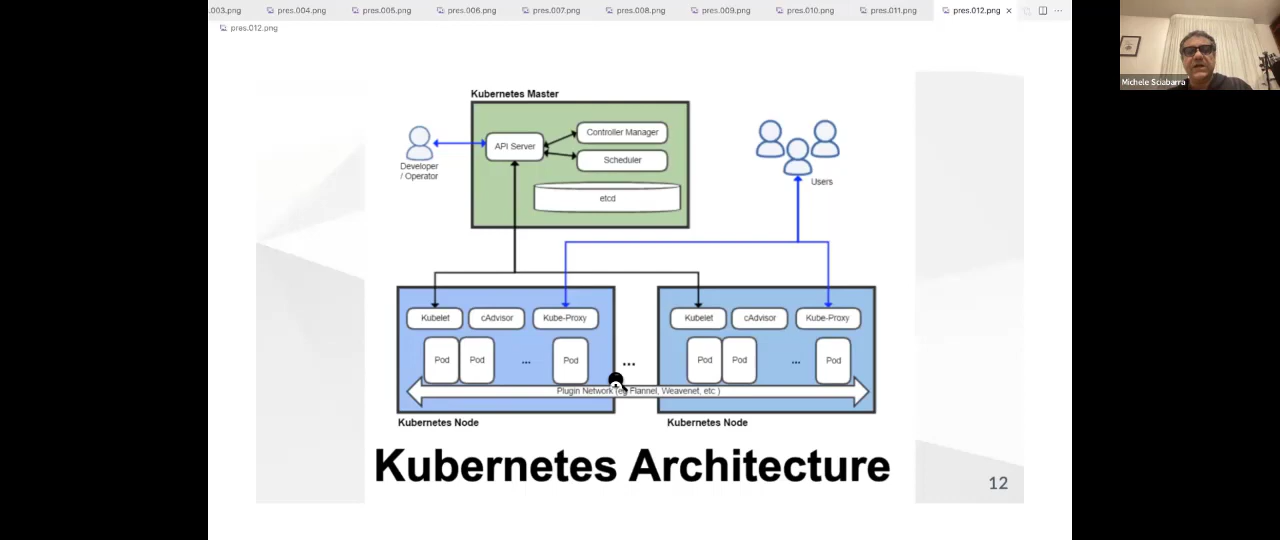 .003.png pres.004.png pres.005.png pres.006.png pres.007.png pres.008.png pres.009.png pres.010.png pres.011.png pres.012.png
pres.012.png
Michele Sciabarra
Kubernetes Master
Developer
/ Operator
API Server
Controller Manager
Scheduler
etcd
Users
Kubelet cAdvisor Kube-Proxy
Pod Pod ... Pod
...
Kubelet cAdvisor Kube-Proxy
Pod Pod ... Pod
Plugin Network (eg Flannel, Weavenet, etc )
Kubernetes Node
Kubernetes Node
Kubernetes Architecture
12